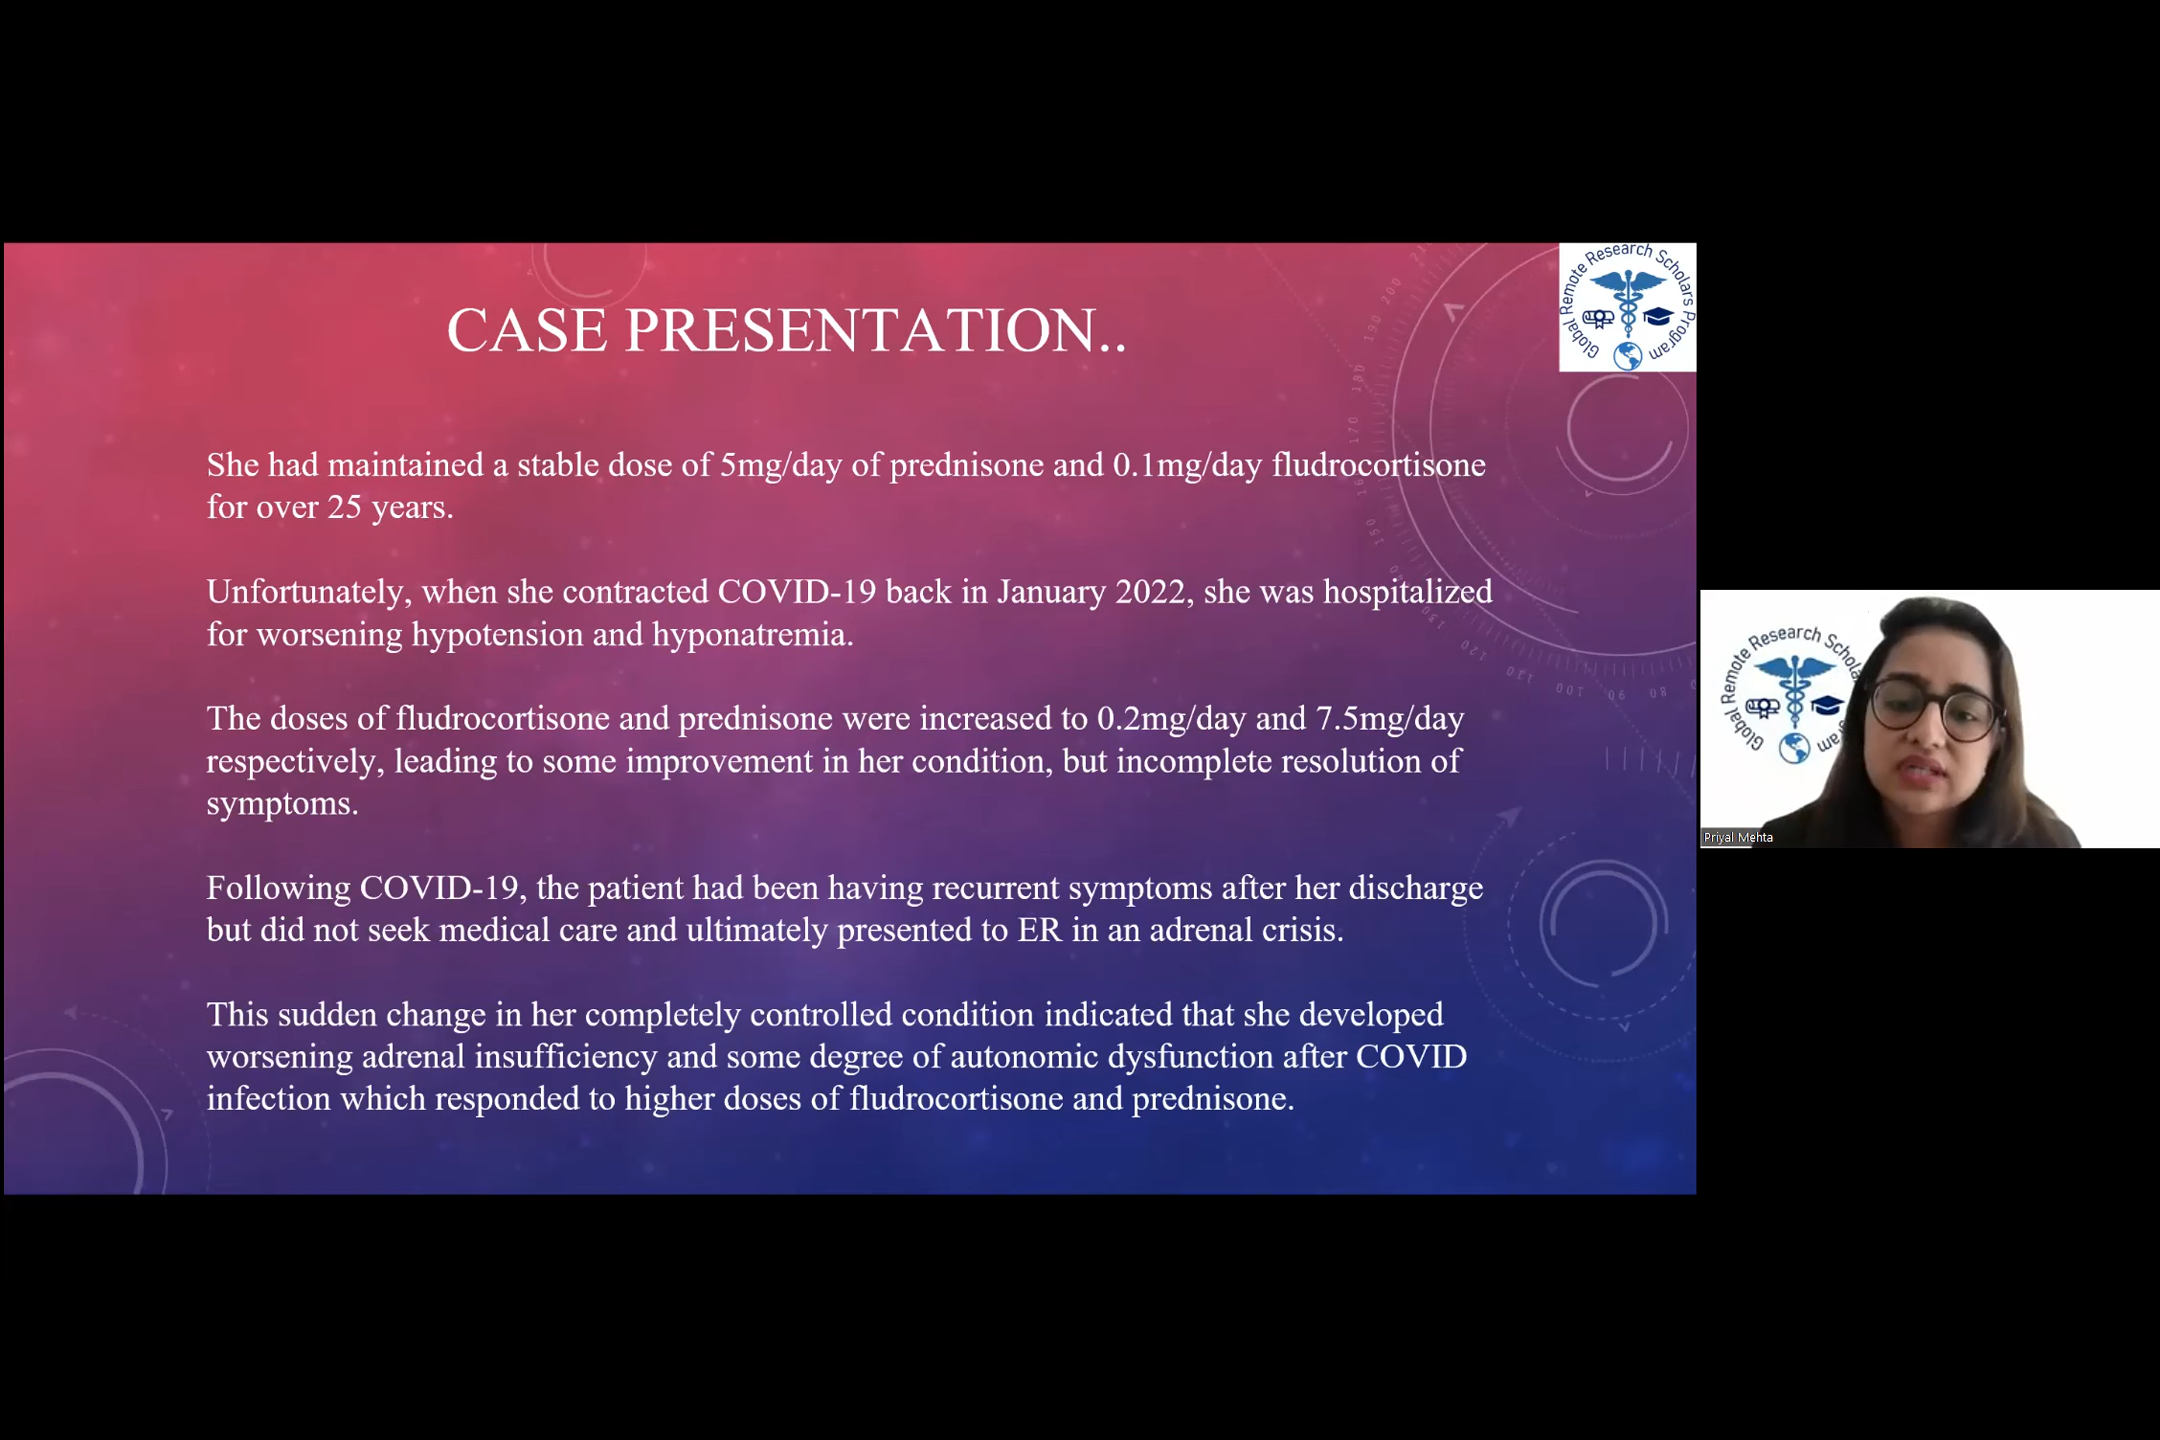 CASE PRESENTATION..
Global Remote Research Scholars Program
She had maintained a stable dose of 5mg/day of prednisone and 0.1mg/day fludrocortisone
for over 25 years.
Unfortunately, when she contracted COVID-19 back in January 2022, she was hospitalized
for worsening hypotension and hyponatremia.
The doses of fludrocortisone and prednisone were increased to 0.2mg/day and 7.5mg/day
respectively, leading to some improvement in her condition, but incomplete resolution of
symptoms.
Following COVID-19, the patient had been having recurrent symptoms after her discharge
but did not seek medical care and ultimately presented to ER in an adrenal crisis.
This sudden change in her completely controlled condition indicated that she developed
worsening adrenal insufficiency and some degree of autonomic dysfunction after COVID
infection which responded to higher doses of fludrocortisone and prednisone.
Global Remote Research
Priyal Mehta